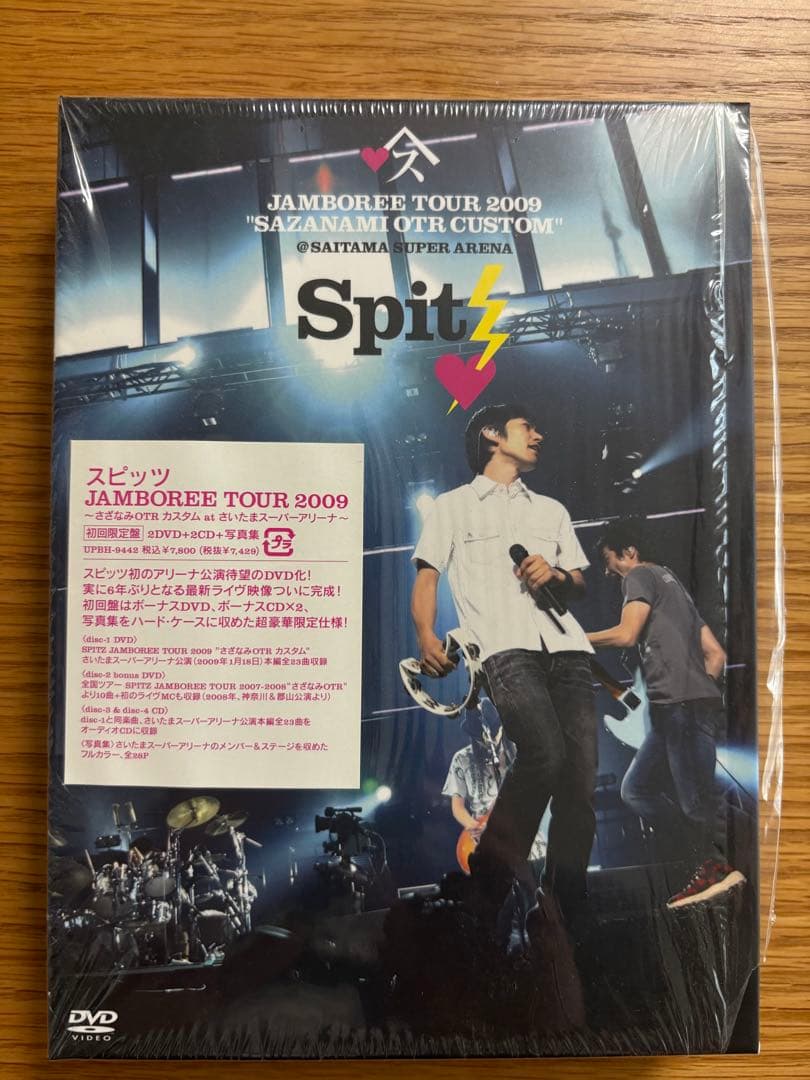 ス
JAMBOREE TOUR 2009
"SAZANAMI OTR CUSTOM"
@SAITAMA SUPER ARENA
Spitz
スピッツ
JAMBOREE TOUR 2009
～さざなみOTR カスタム at さいたまスーパーアリーナ～
初回限定盤 2DVD+2CD+写真集 プラ
UPBH-9442 税込¥7,800 (税抜¥7,429)
スピッツ初のアリーナ公演待望のDVD化!
実に6年ぶりとなる最新ライヴ映像ついに完成!
初回盤はボーナスDVD、ボーナスCD×2、
写真集をハード・ケースに収めた超豪華限定仕様!
〈disc-1 DVD〉
SPITZ JAMBOREE TOUR 2009 "さざなみOTR カスタム"
さいたまスーパーアリーナ公演(2009年1月18日)本編全23曲収録
〈disc-2 bonus DVD〉
全国ツアー SPITZ JAMBOREE TOUR 2007-2008"さざなみOTR"
より10曲+初のライヴMCも収録(2008年、神奈川&郡山公演より)
〈disc-3 & disc-4 CD〉
disc-1と同楽曲、さいたまスーパーアリーナ公演本編全23曲を
オーディオCDに収録
〈写真集〉さいたまスーパーアリーナのメンバー&ステージを収めた
フルカラー、全28P
DVD
VIDEO